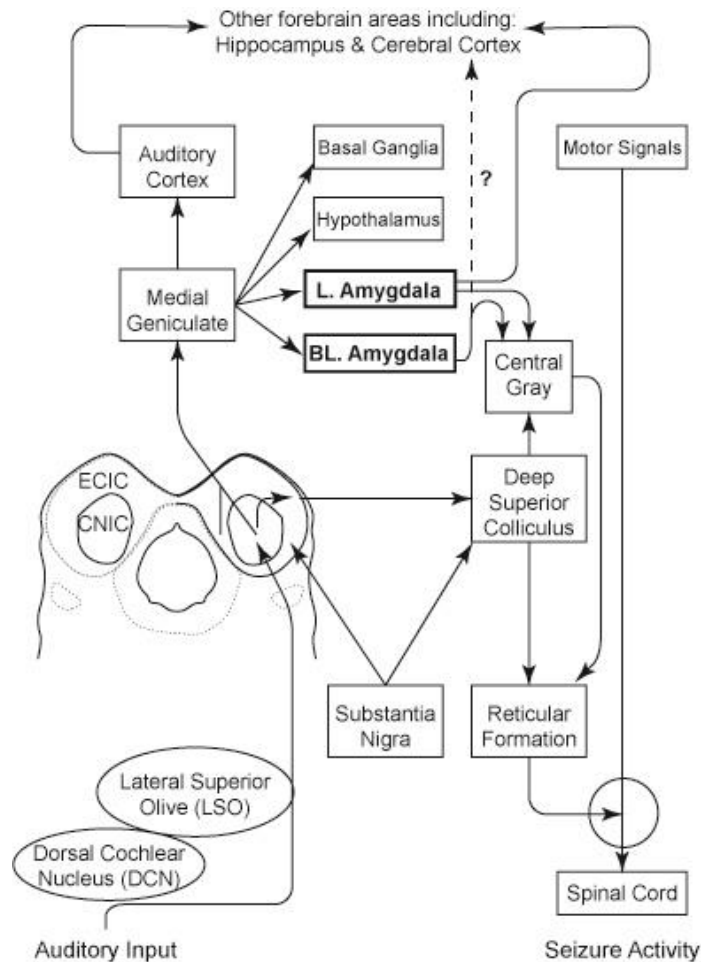 Other forebrain areas including:
Hippocampus & Cerebral Cortex
Auditory
Cortex
Basal Ganglia
Motor Signals
?
Hypothalamus
Medial
Geniculate
L. Amygdala
BL. Amygdala
Central
Gray
ECIC
CNIC
Deep
Superior
Colliculus
Substantia
Nigra
Reticular
Formation
Lateral Superior
Olive (LSO)
Dorsal Cochlear
Nucleus (DCN)
Spinal Cord
Auditory Input
Seizure Activity